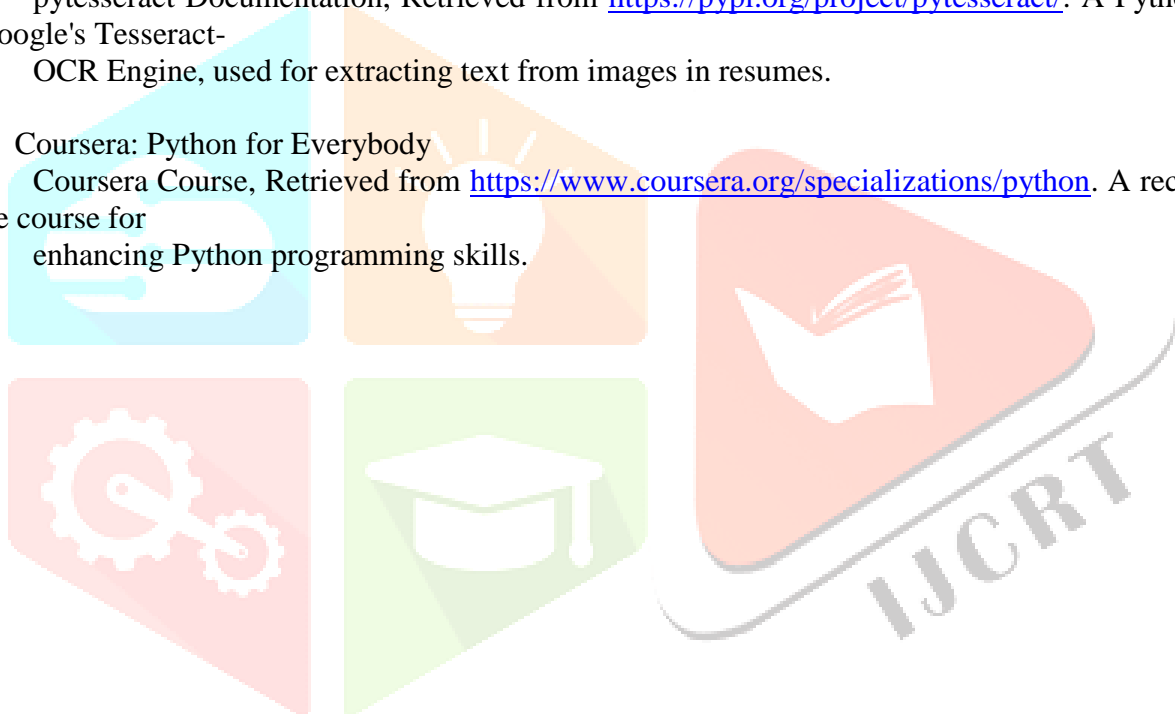 pytesseract Documentation, Retrieved from https://pypi.org/project/pytesseract/. A Pytho
oogle's Tesseract-
OCR Engine, used for extracting text from images in resumes.
Coursera: Python for Everybody
Coursera Course, Retrieved from https://www.coursera.org/specializations/python. A rec
e course for
enhancing Python programming skills.
IJCRT